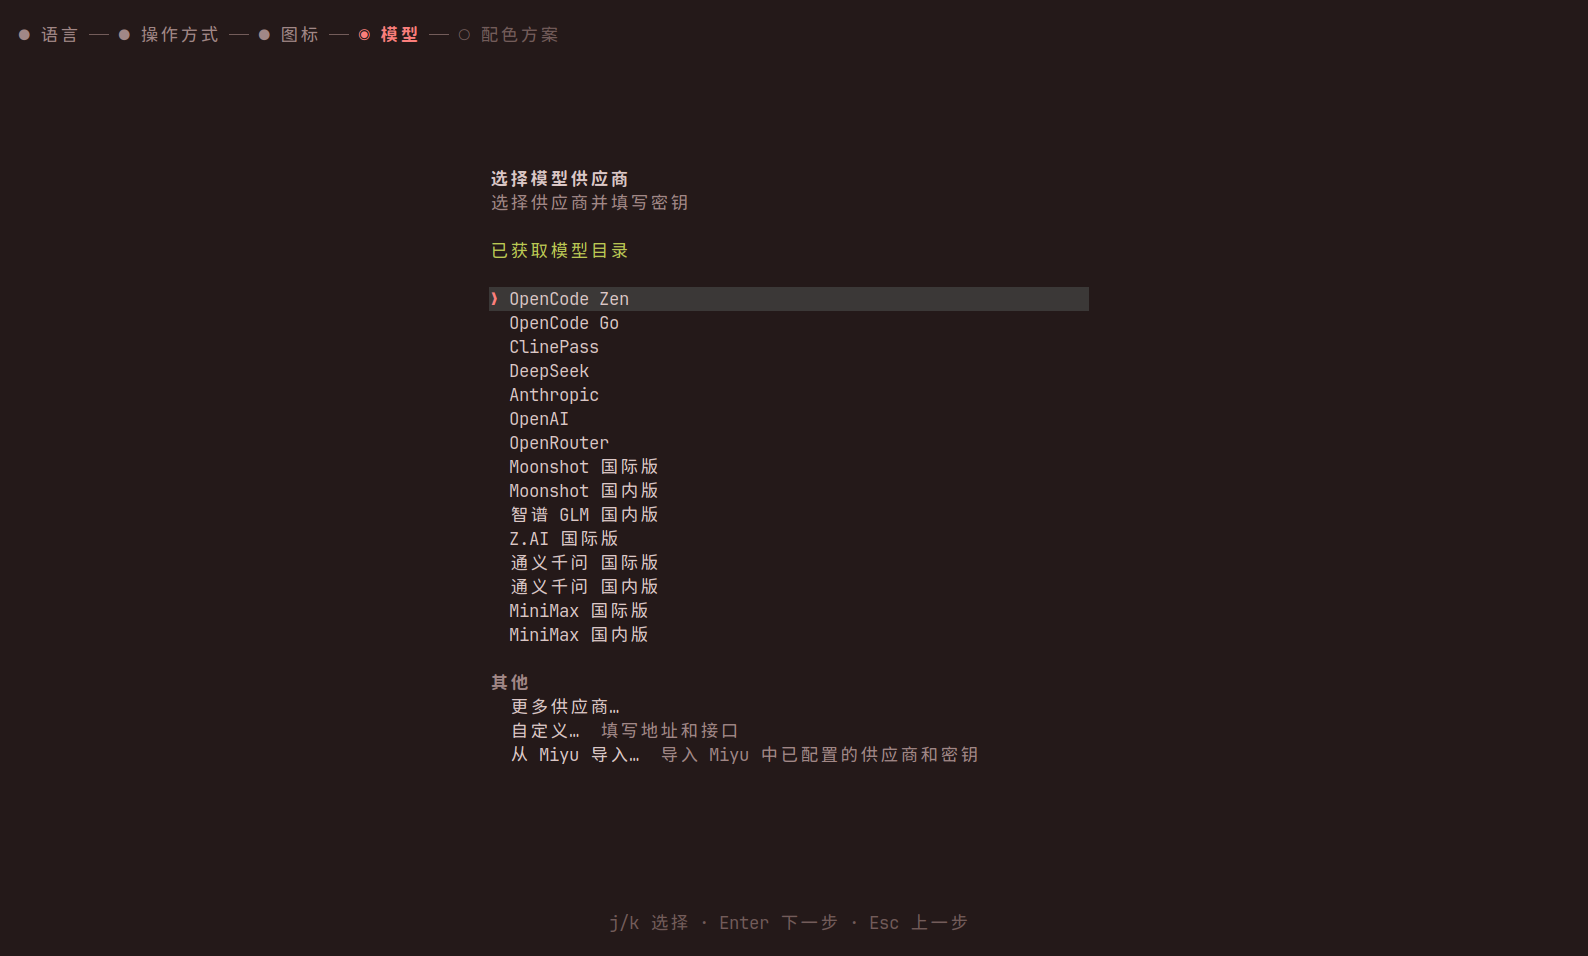 ● 语言 —— ● 操作方式 —— ● 图标 —— ◉ 模型 —— ○ 配色方案
选择模型供应商
选择供应商并填写密钥
已获取模型目录
❯ OpenCode Zen
OpenCode Go
ClinePass
DeepSeek
Anthropic
OpenAI
OpenRouter
Moonshot 国际版
Moonshot 国内版
智谱 GLM 国内版
Z.AI 国际版
通义千问 国际版
通义千问 国内版
MiniMax 国际版
MiniMax 国内版
其他
更多供应商…
自定义… 填写地址和接口
从 Miyu 导入… 导入 Miyu 中已配置的供应商和密钥
j/k 选择 · Enter 下一步 · Esc 上一步